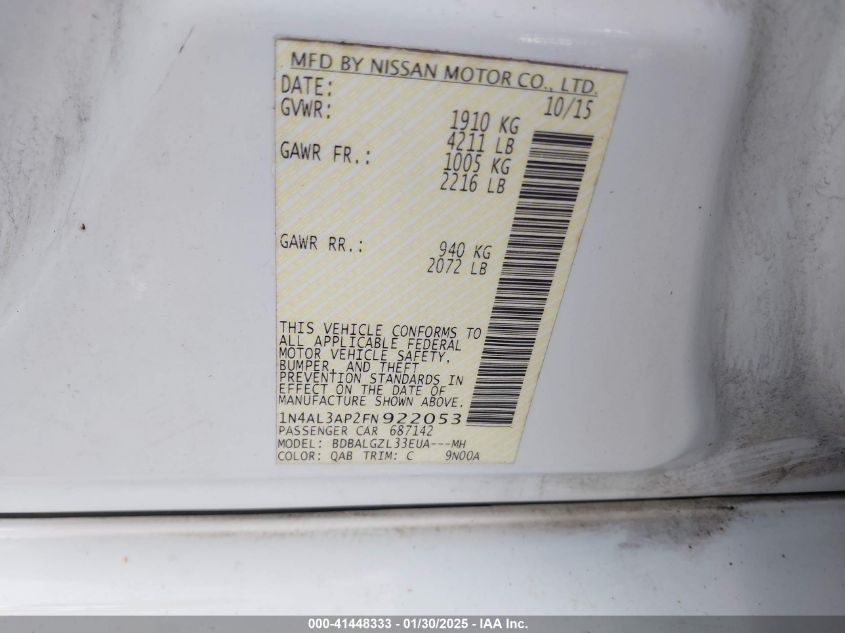 MFD BY NISSAN MOTOR CO., LTD.
DATE: 10/15
GVWR: 1910 KG
4211 LB
GAWR FR.: 1005 KG
2216 LB
GAWR RR.: 940 KG
2072 LB
THIS VEHICLE CONFORMS TO
ALL APPLICABLE FEDERAL
MOTOR VEHICLE SAFETY,
BUMPER, AND THEFT
PREVENTION STANDARDS IN
EFFECT ON THE DATE OF
MANUFACTURE SHOWN ABOVE.
1N4AL3AP2FN922053
PASSENGER CAR 687142
MODEL: BDBALGZL33EUA---MH
COLOR: QAB TRIM: C 9N00A
000-41448333 — 01/30/2025 — IAA Inc.